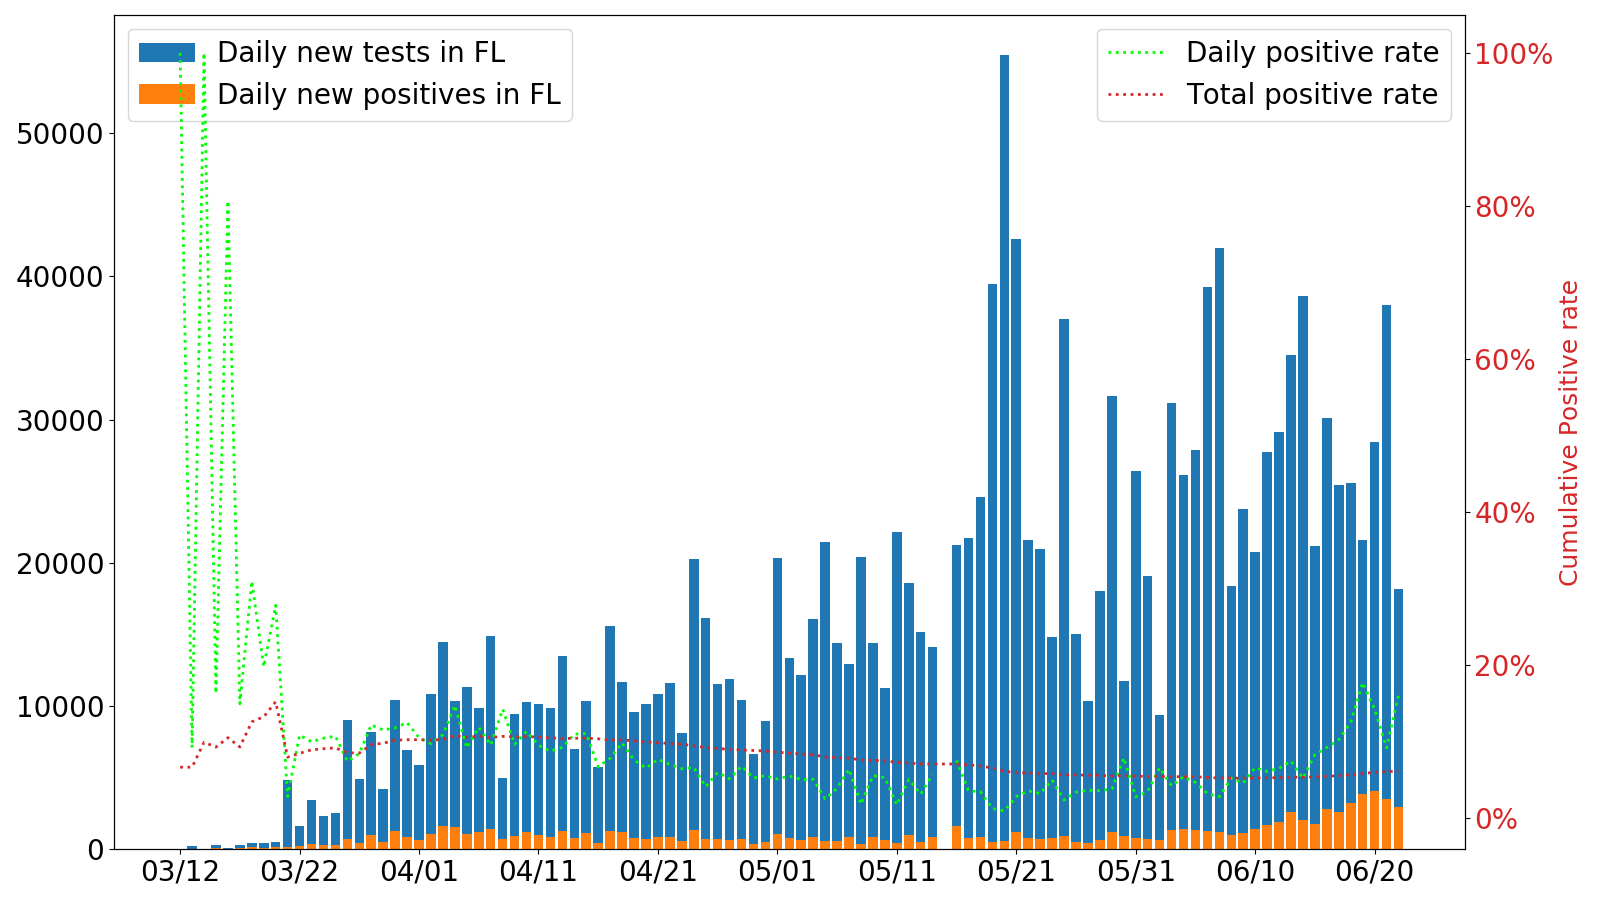 Daily new tests in FL
Daily new positives in FL
Daily positive rate
Total positive rate
50000
40000
30000
20000
10000
0
100%
80%
60%
40%
20%
0%
Cumulative Positive rate
03/12 03/22 04/01 04/11 04/21 05/01 05/11 05/21 05/31 06/10 06/20